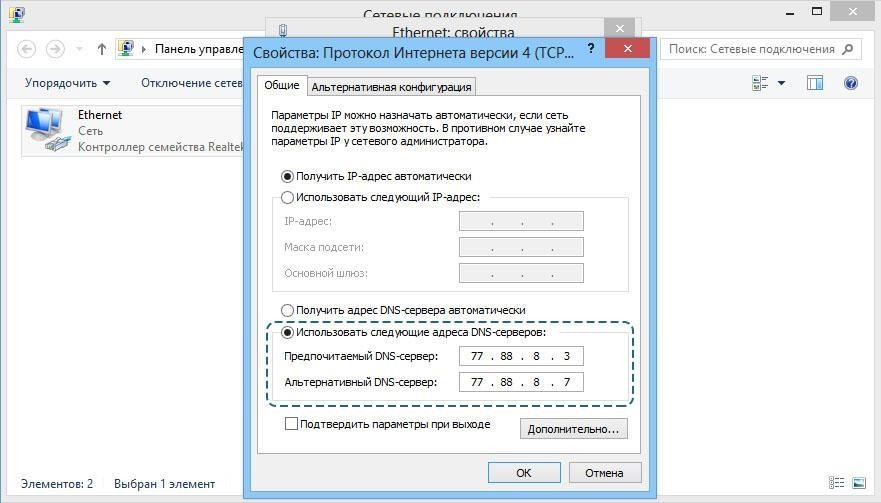 Сетевые подключения
Ethernet: свойства
Свойства: Протокол Интернета версии 4 (TCP...
?
Панель управле
Поиск: Сетевые подключения
Упорядочить
Отключение сетев
Ethernet
Сеть
Контроллер семейства Realtek
Общие
Альтернативная конфигурация
Параметры IP можно назначать автоматически, если сеть
поддерживает эту возможность. В противном случае узнайте
параметры IP у сетевого администратора.
Получить IP-адрес автоматически
Использовать следующий IP-адрес:
IP-адрес:
. . .
Маска подсети:
. . .
Основной шлюз:
. . .
Получить адрес DNS-сервера автоматически
Использовать следующие адреса DNS-серверов:
Предпочитаемый DNS-сервер:
77 . 88 . 8 . 3
Альтернативный DNS-сервер:
77 . 88 . 8 . 7
Подтвердить параметры при выходе
Дополнительно...
ОК
Отмена
Элементов: 2
Выбран 1 элемент